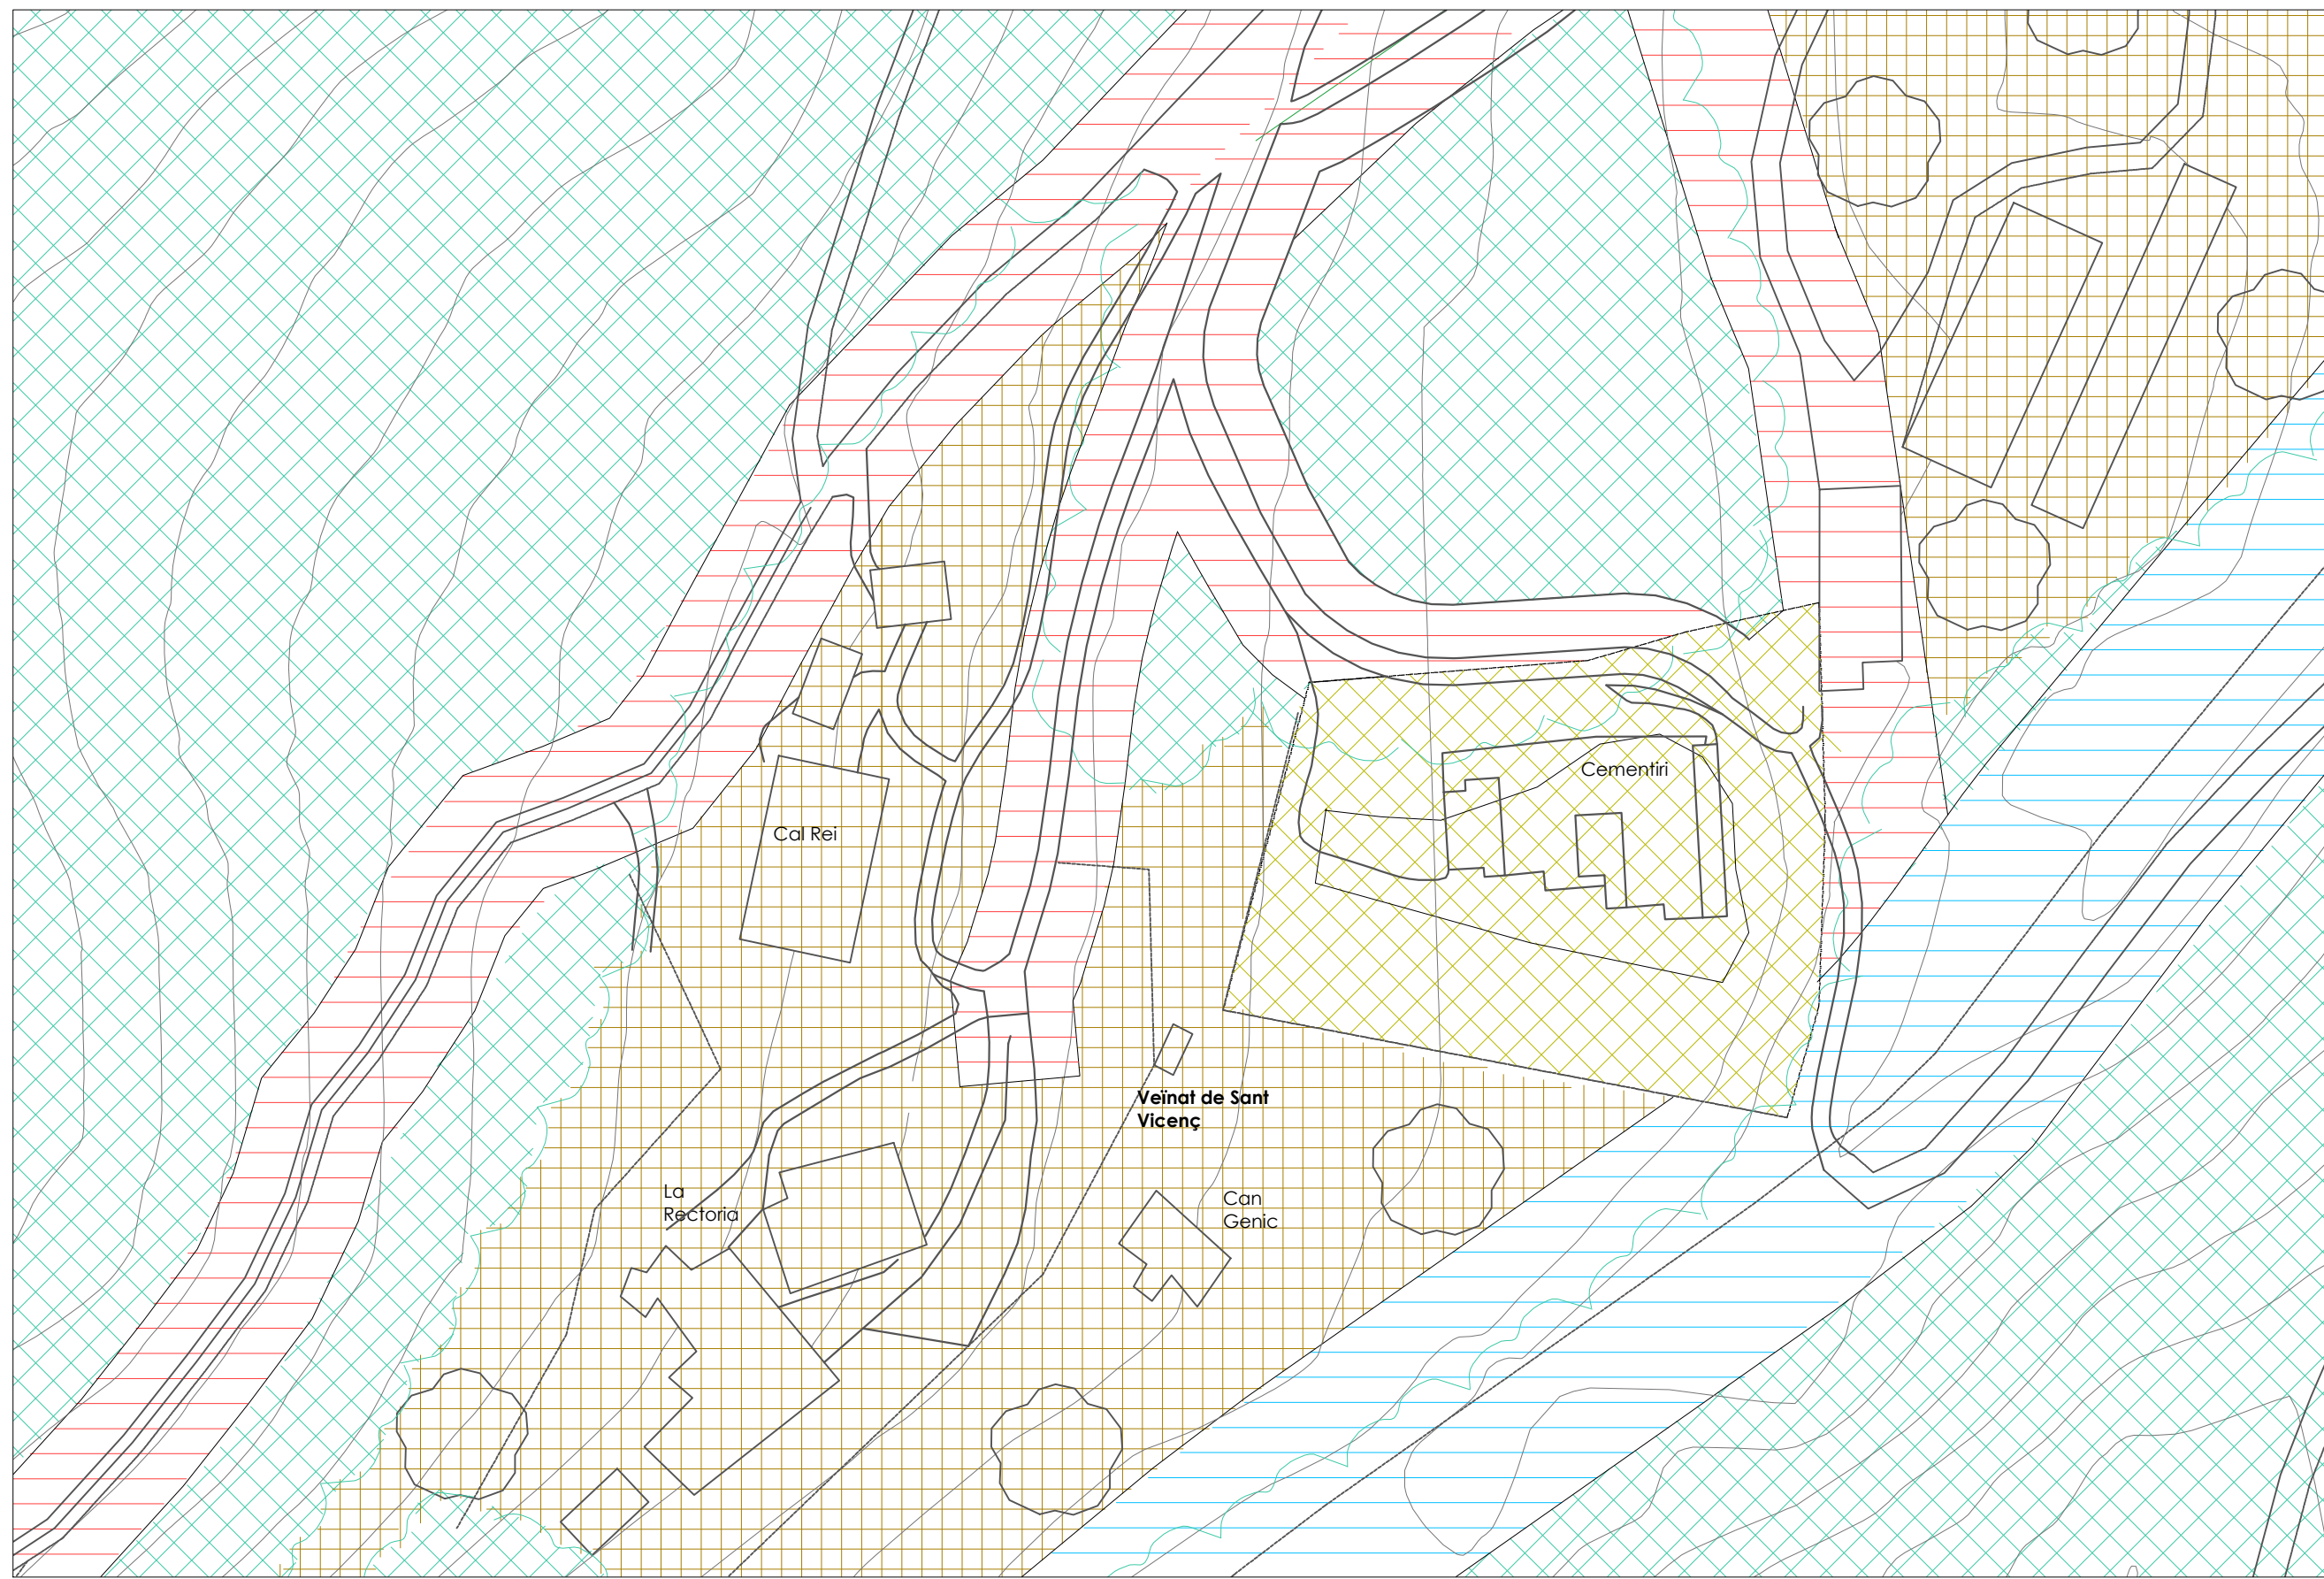 Cementiri
Cal Rei
Veïnat de Sant
Vicenç
La
Rectoria
Can
Genic